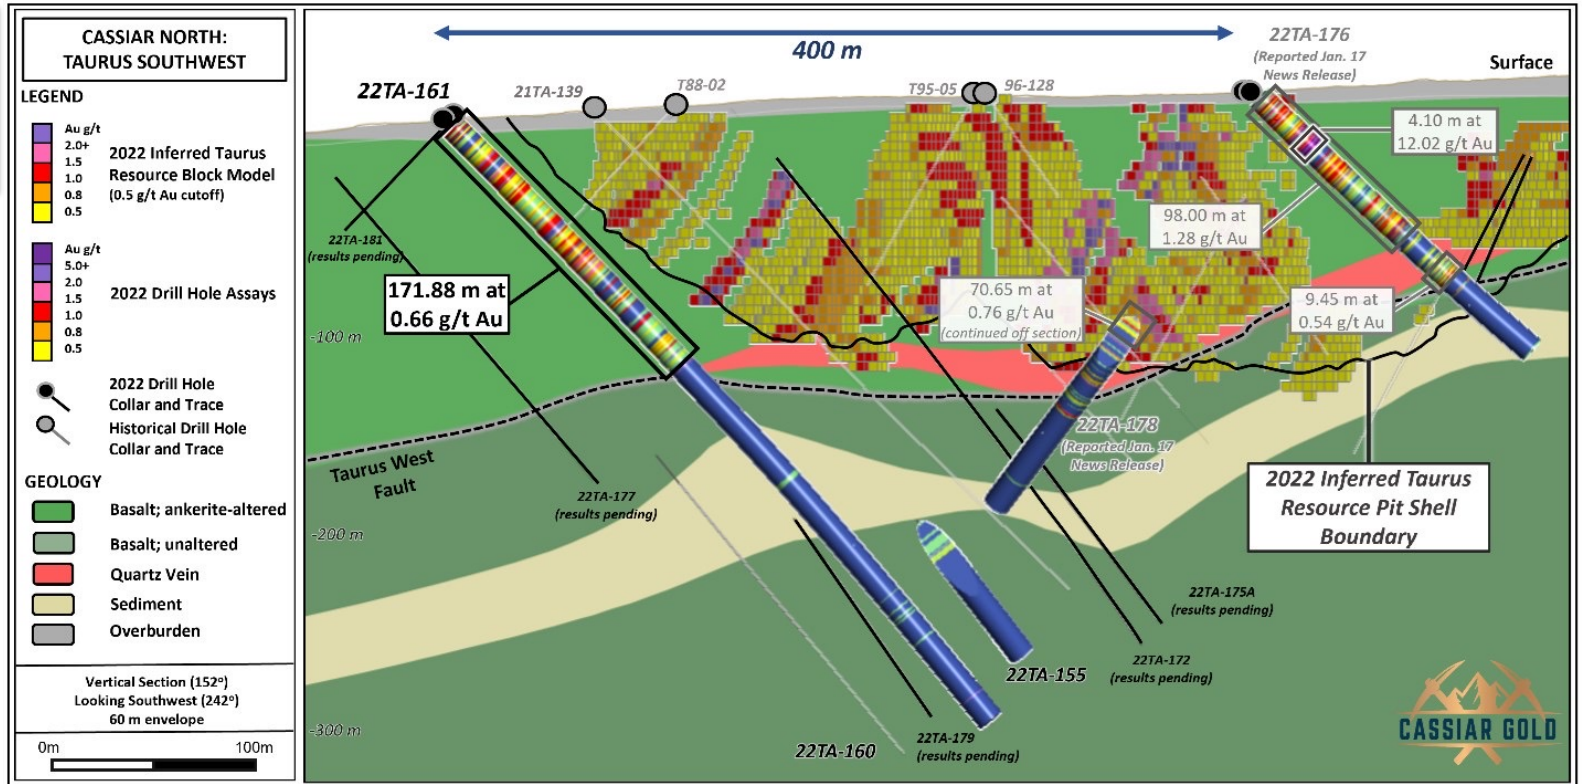 CASSIAR NORTH:
TAURUS SOUTHWEST
LEGEND
Au g/t
2.0+
1.5
1.0
0.8
0.5
2022 Inferred Taurus
Resource Block Model
(0.5 g/t Au cutoff)
Au g/t
5.0+
2.0
1.5
1.0
0.8
0.5
2022 Drill Hole Assays
2022 Drill Hole
Collar and Trace
Historical Drill Hole
Collar and Trace
GEOLOGY
Basalt; ankerite-altered
Basalt; unaltered
Quartz Vein
Sediment
Overburden
Vertical Section (152°)
Looking Southwest (242°)
60 m envelope
0m 100m
400 m
22TA-176
(Reported Jan. 17
News Release)
Surface
22TA-161
21TA-139
T88-02
T95-05
96-128
4.10 m at
12.02 g/t Au
98.00 m at
1.28 g/t Au
22TA-181
(results pending)
171.88 m at
0.66 g/t Au
70.65 m at
0.76 g/t Au
(continued off section)
9.45 m at
0.54 g/t Au
-100 m
22TA-178
(Reported Jan. 17
News Release)
Taurus West
Fault
22TA-177
(results pending)
2022 Inferred Taurus
Resource Pit Shell
Boundary
-200 m
22TA-175A
(results pending)
22TA-172
(results pending)
22TA-155
-300 m
22TA-160
22TA-179
(results pending)
CASSIAR GOLD